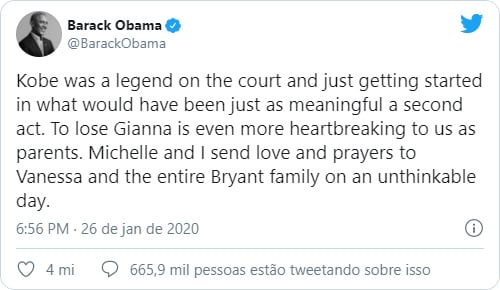 Barack Obama
@BarackObama
Kobe was a legend on the court and just getting started
in what would have been just as meaningful a second
act. To lose Gianna is even more heartbreaking to us as
parents. Michelle and I send love and prayers to
Vanessa and the entire Bryant family on an unthinkable
day.
6:56 PM · 26 de jan de 2020
4 mi 665,9 mil pessoas estão tweetando sobre isso